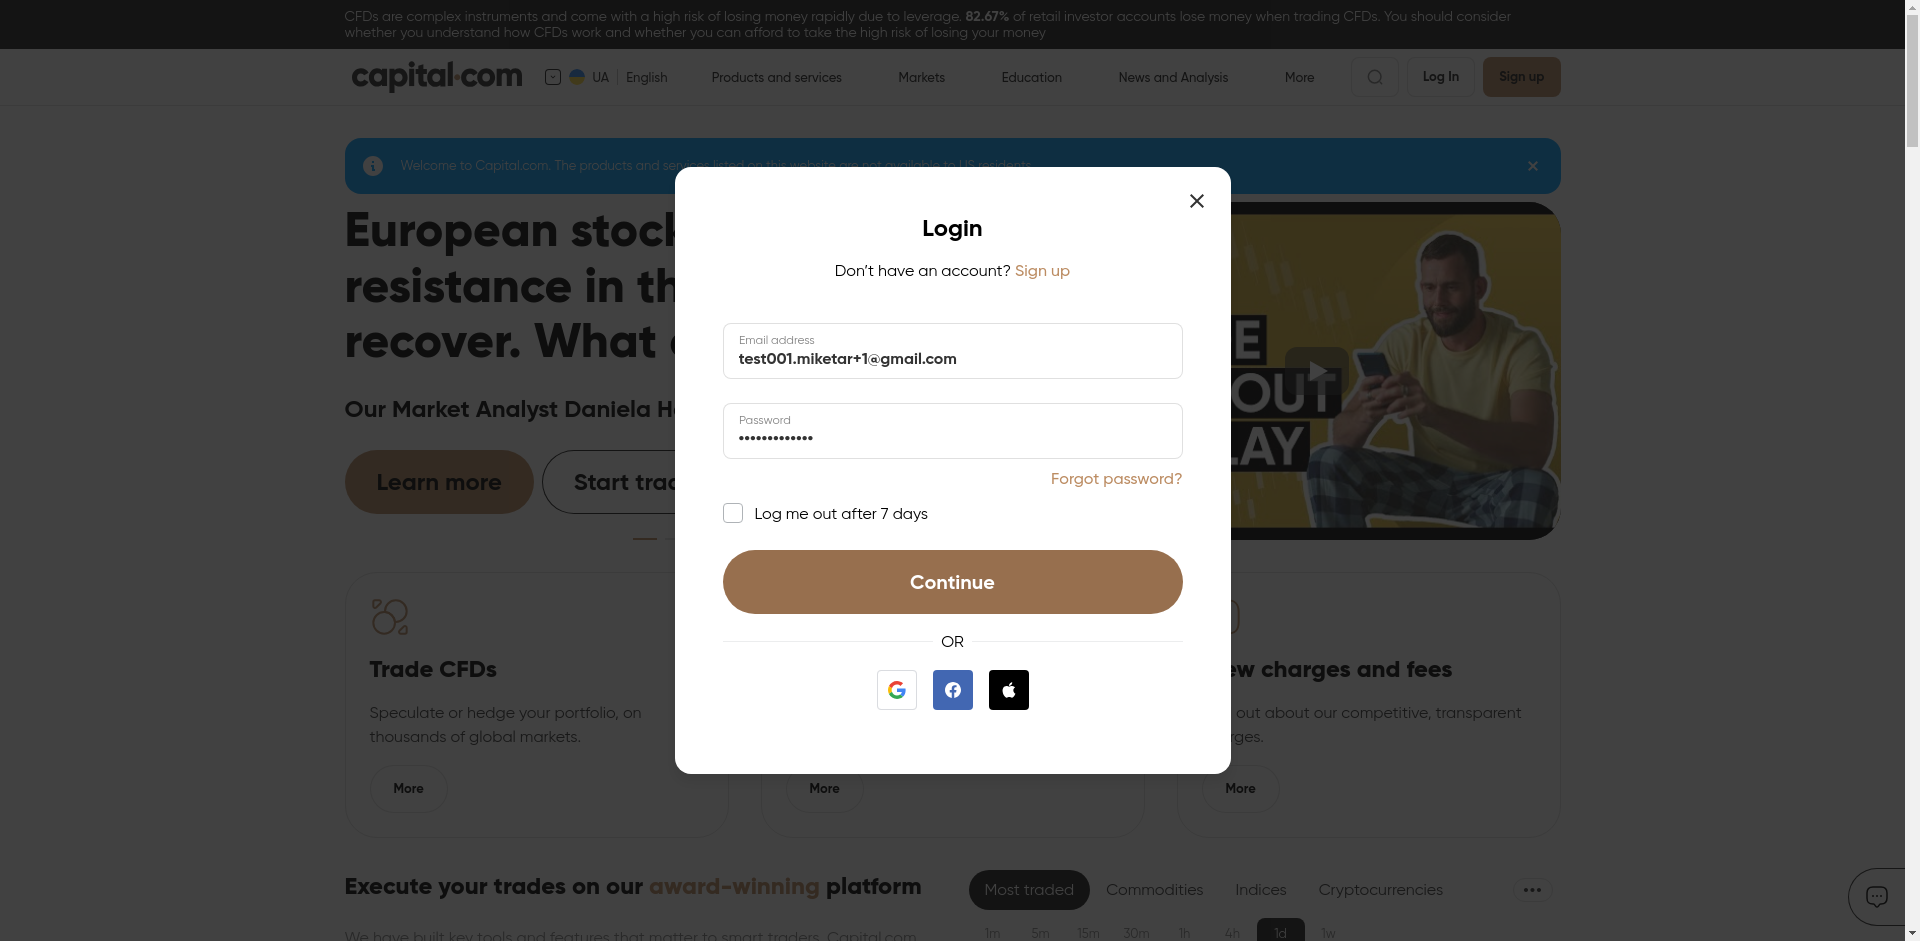 CFDs are complex instruments and come with a high risk of losing money rapidly due to leverage. 82.67% of retail investor accounts lose money when trading CFDs. You should consider
whether you understand how CFDs work and whether you can afford to take the high risk of losing your money
capital.com
UA | English
Products and services
Markets
Education
News and Analysis
More
Log In
Sign up
Welcome to Capital.com. The products and services listed on this website are not available to US residents.
European stock
resistance in th
recover. What
Our Market Analyst Daniela H
Learn more
Start trad
E
OUT
LAY
Login
Don't have an account? Sign up
Email address
test001.miketar+1@gmail.com
Password
•••••••••••••
Forgot password?
Log me out after 7 days
Continue
OR
Trade CFDs
Speculate or hedge your portfolio, on
thousands of global markets.
More
More
ew charges and fees
out about our competitive, transparent
rges.
More
Execute your trades on our award-winning platform
We have built key tools and features that matter to smart traders. Capital.com
Most traded
Commodities
Indices
Cryptocurrencies
1m
5m
15m
30m
1h
4h
1d
1w